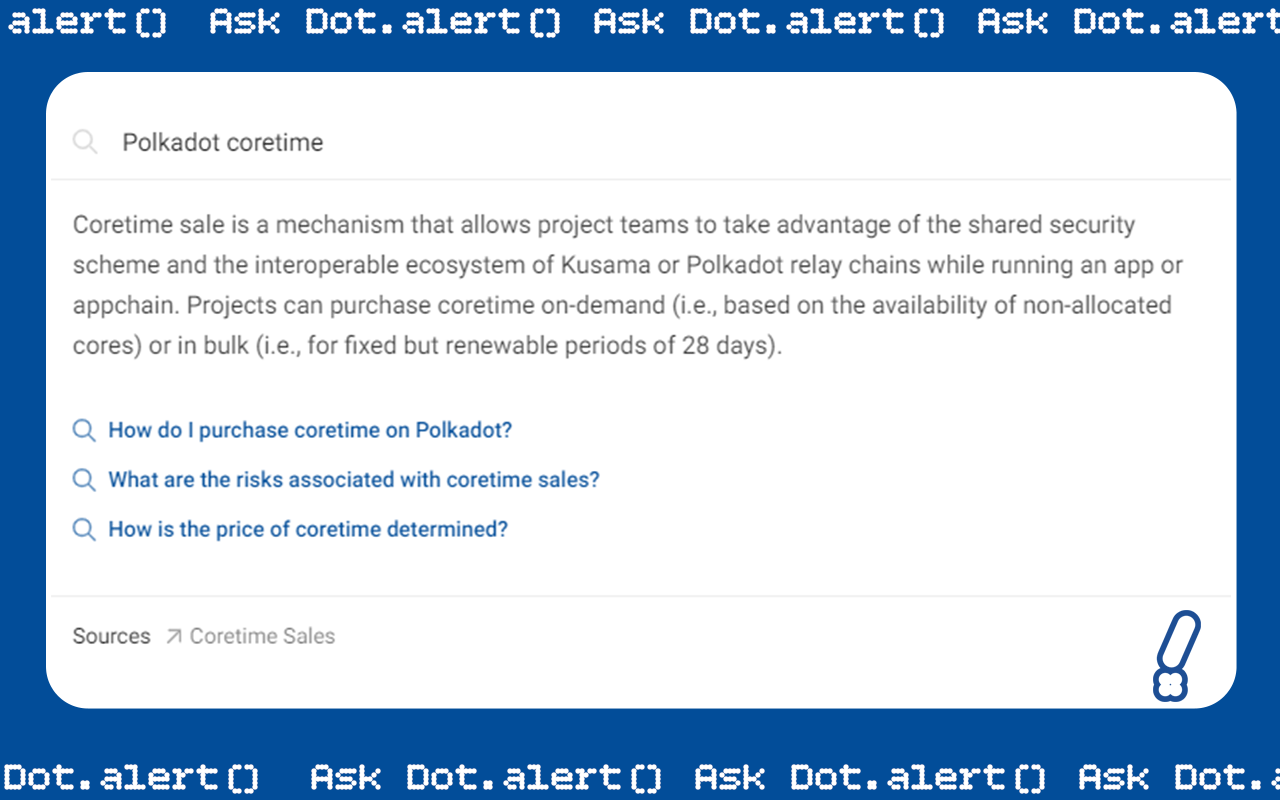 alert() Ask Dot.alert() Ask Dot.alert() Ask Dot.alert
Polkadot coretime
Coretime sale is a mechanism that allows project teams to take advantage of the shared security
scheme and the interoperable ecosystem of Kusama or Polkadot relay chains while running an app or
appchain. Projects can purchase coretime on-demand (i.e., based on the availability of non-allocated
cores) or in bulk (i.e., for fixed but renewable periods of 28 days).
How do I purchase coretime on Polkadot?
What are the risks associated with coretime sales?
How is the price of coretime determined?
Sources Coretime Sales
Dot.alert() Ask Dot.alert() Ask Dot.alert() Ask Dot.a